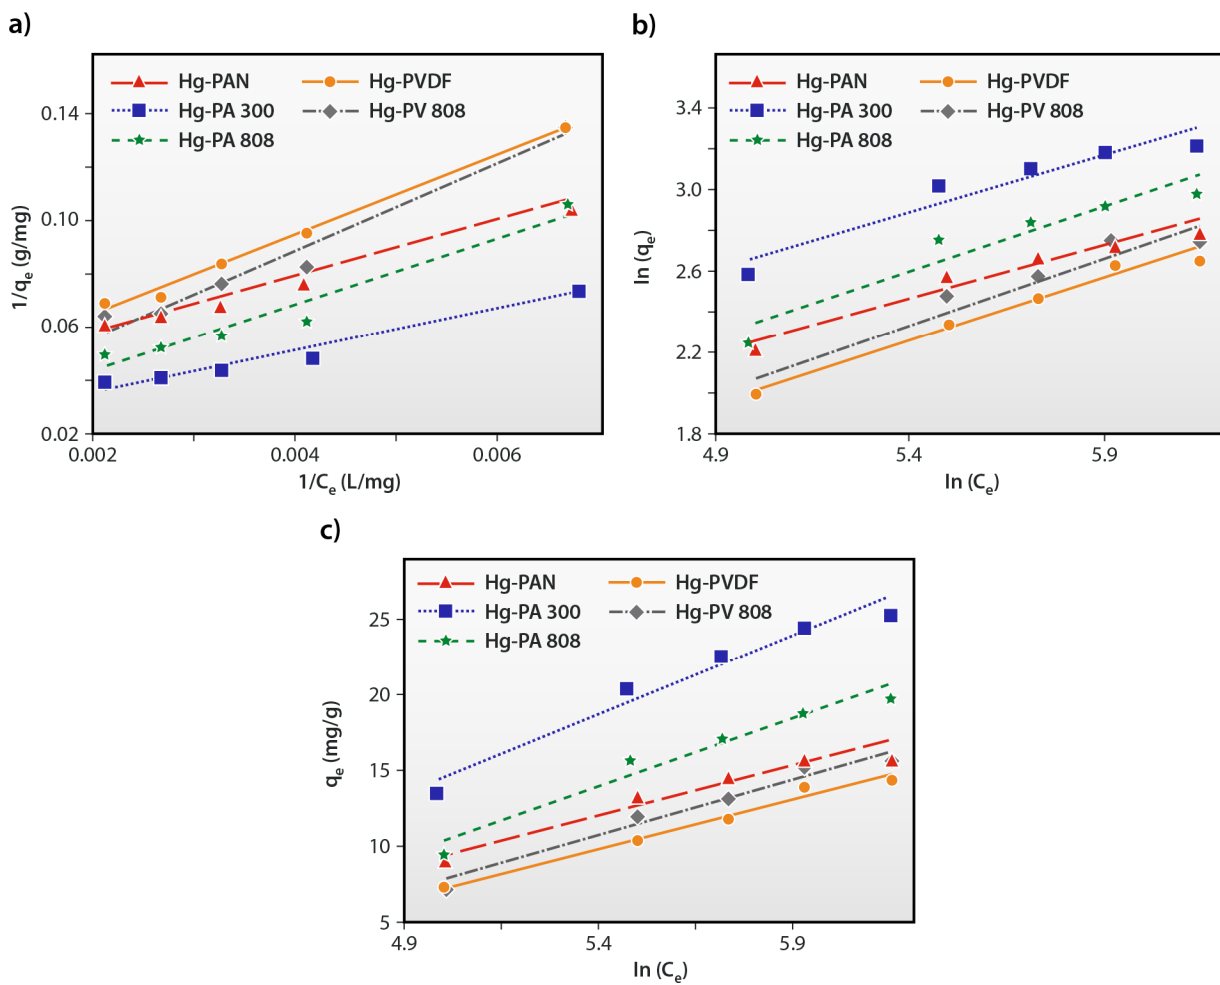 a)
Hg-PAN
Hg-PVDF
Hg-PA 300
Hg-PV 808
Hg-PA 808
0.14
0.10
0.06
0.02
1/qe (g/mg)
0.002
0.004
0.006
1/Ce (L/mg)
b)
Hg-PAN
Hg-PVDF
Hg-PA 300
Hg-PV 808
Hg-PA 808
3.4
3.0
2.6
2.2
1.8
ln (qe)
4.9
5.4
5.9
ln (Ce)
c)
Hg-PAN
Hg-PVDF
Hg-PA 300
Hg-PV 808
Hg-PA 808
25
20
15
10
5
qe (mg/g)
4.9
5.4
5.9
ln (Ce)